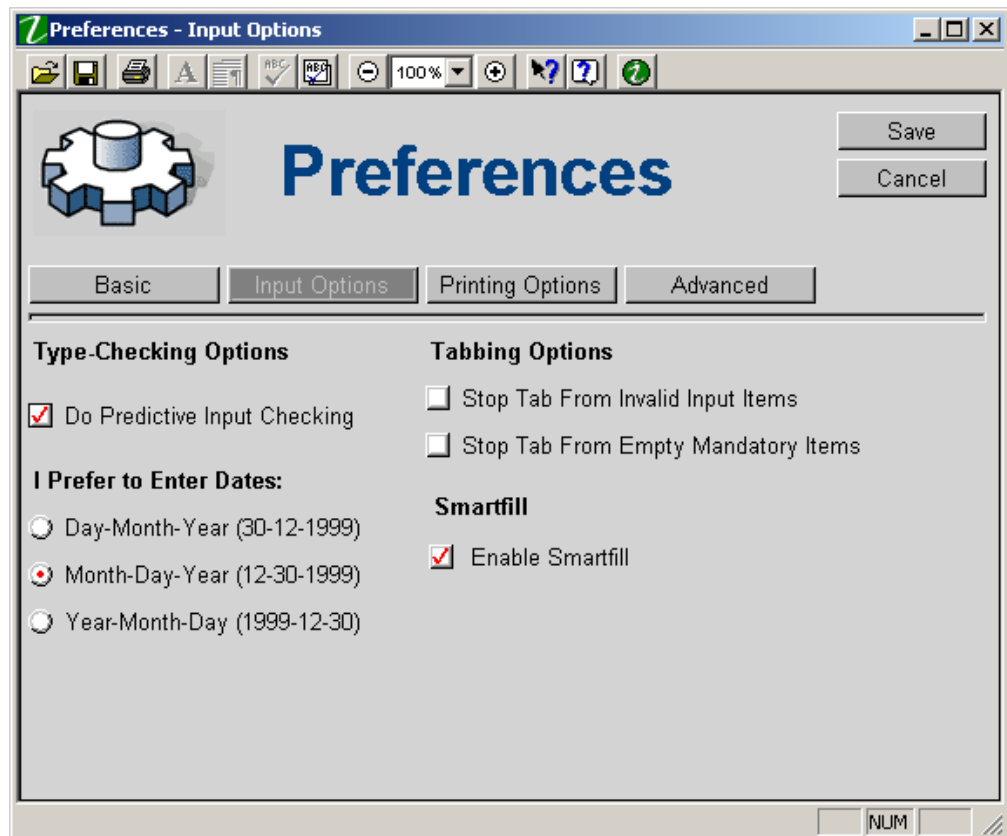 Preferences - Input Options
ABC
ABC
100%
Preferences
Save
Cancel
Basic
Input Options
Printing Options
Advanced
Type-Checking Options
Do Predictive Input Checking
I Prefer to Enter Dates:
Day-Month-Year (30-12-1999)
Month-Day-Year (12-30-1999)
Year-Month-Day (1999-12-30)
Tabbing Options
Stop Tab From Invalid Input Items
Stop Tab From Empty Mandatory Items
Smartfill
Enable Smartfill
NUM